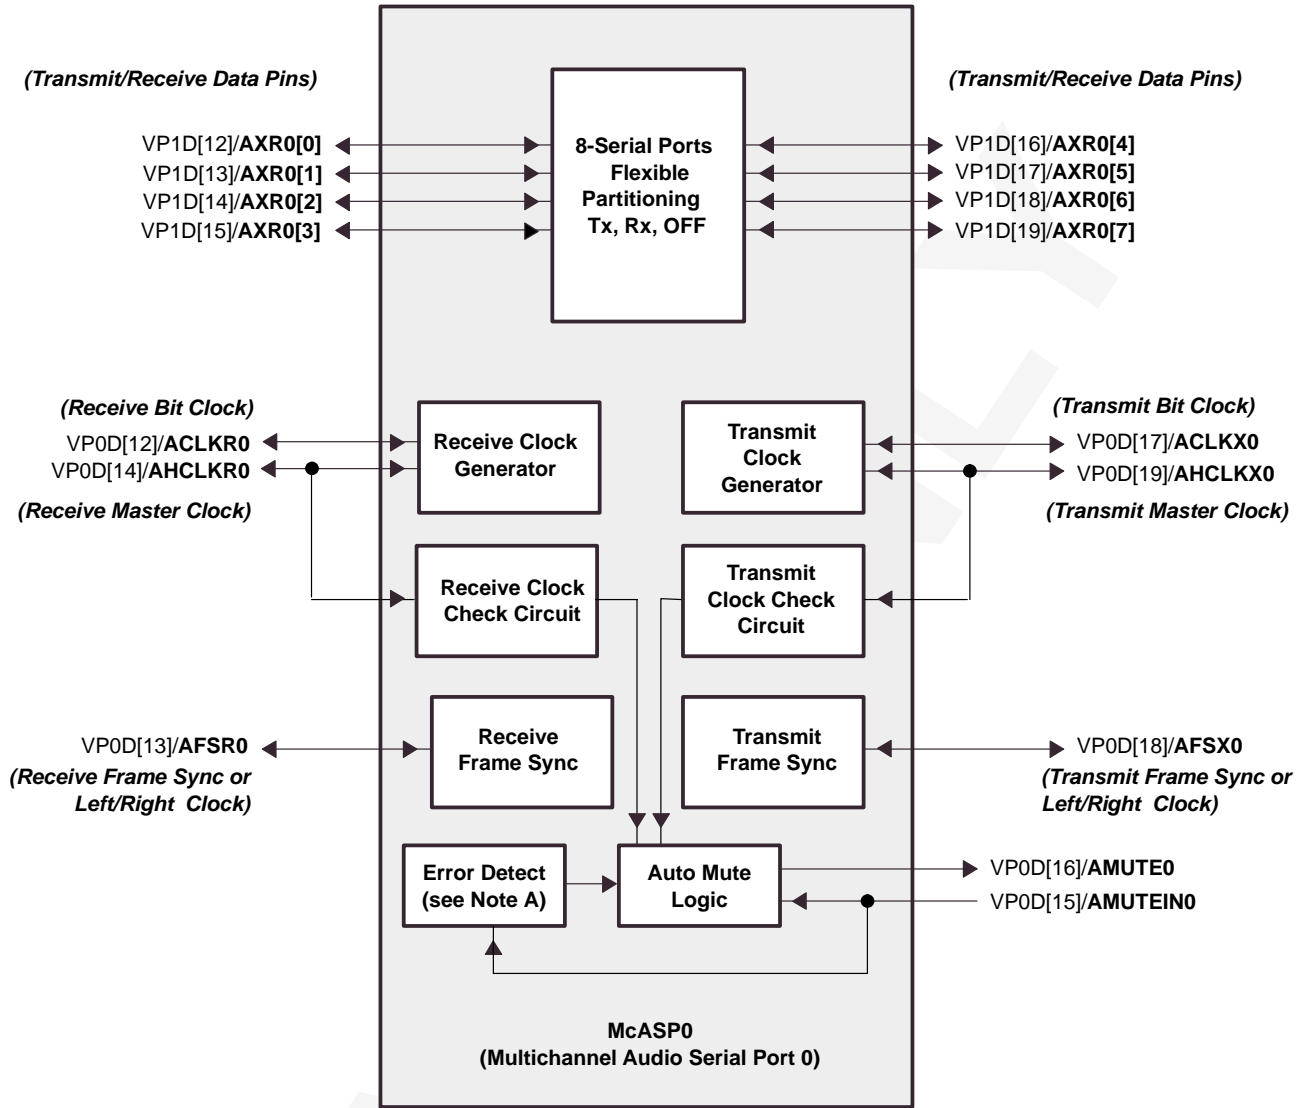 (Transmit/Receive Data Pins)
(Transmit/Receive Data Pins)
VP1D[12]/AXR0[0]
VP1D[13]/AXR0[1]
VP1D[14]/AXR0[2]
VP1D[15]/AXR0[3]
8-Serial Ports
Flexible
Partitioning
Tx, Rx, OFF
VP1D[16]/AXR0[4]
VP1D[17]/AXR0[5]
VP1D[18]/AXR0[6]
VP1D[19]/AXR0[7]
(Receive Bit Clock)
VP0D[12]/ACLKR0
VP0D[14]/AHCLKR0
(Receive Master Clock)
Receive Clock
Generator
Transmit
Clock
Generator
(Transmit Bit Clock)
VP0D[17]/ACLKX0
VP0D[19]/AHCLKX0
(Transmit Master Clock)
Receive Clock
Check Circuit
Transmit
Clock Check
Circuit
VP0D[13]/AFSR0
(Receive Frame Sync or
Left/Right Clock)
Receive
Frame Sync
Transmit
Frame Sync
VP0D[18]/AFSX0
(Transmit Frame Sync or
Left/Right Clock)
Error Detect
(see Note A)
Auto Mute
Logic
VP0D[16]/AMUTE0
VP0D[15]/AMUTEIN0
McASP0
(Multichannel Audio Serial Port 0)